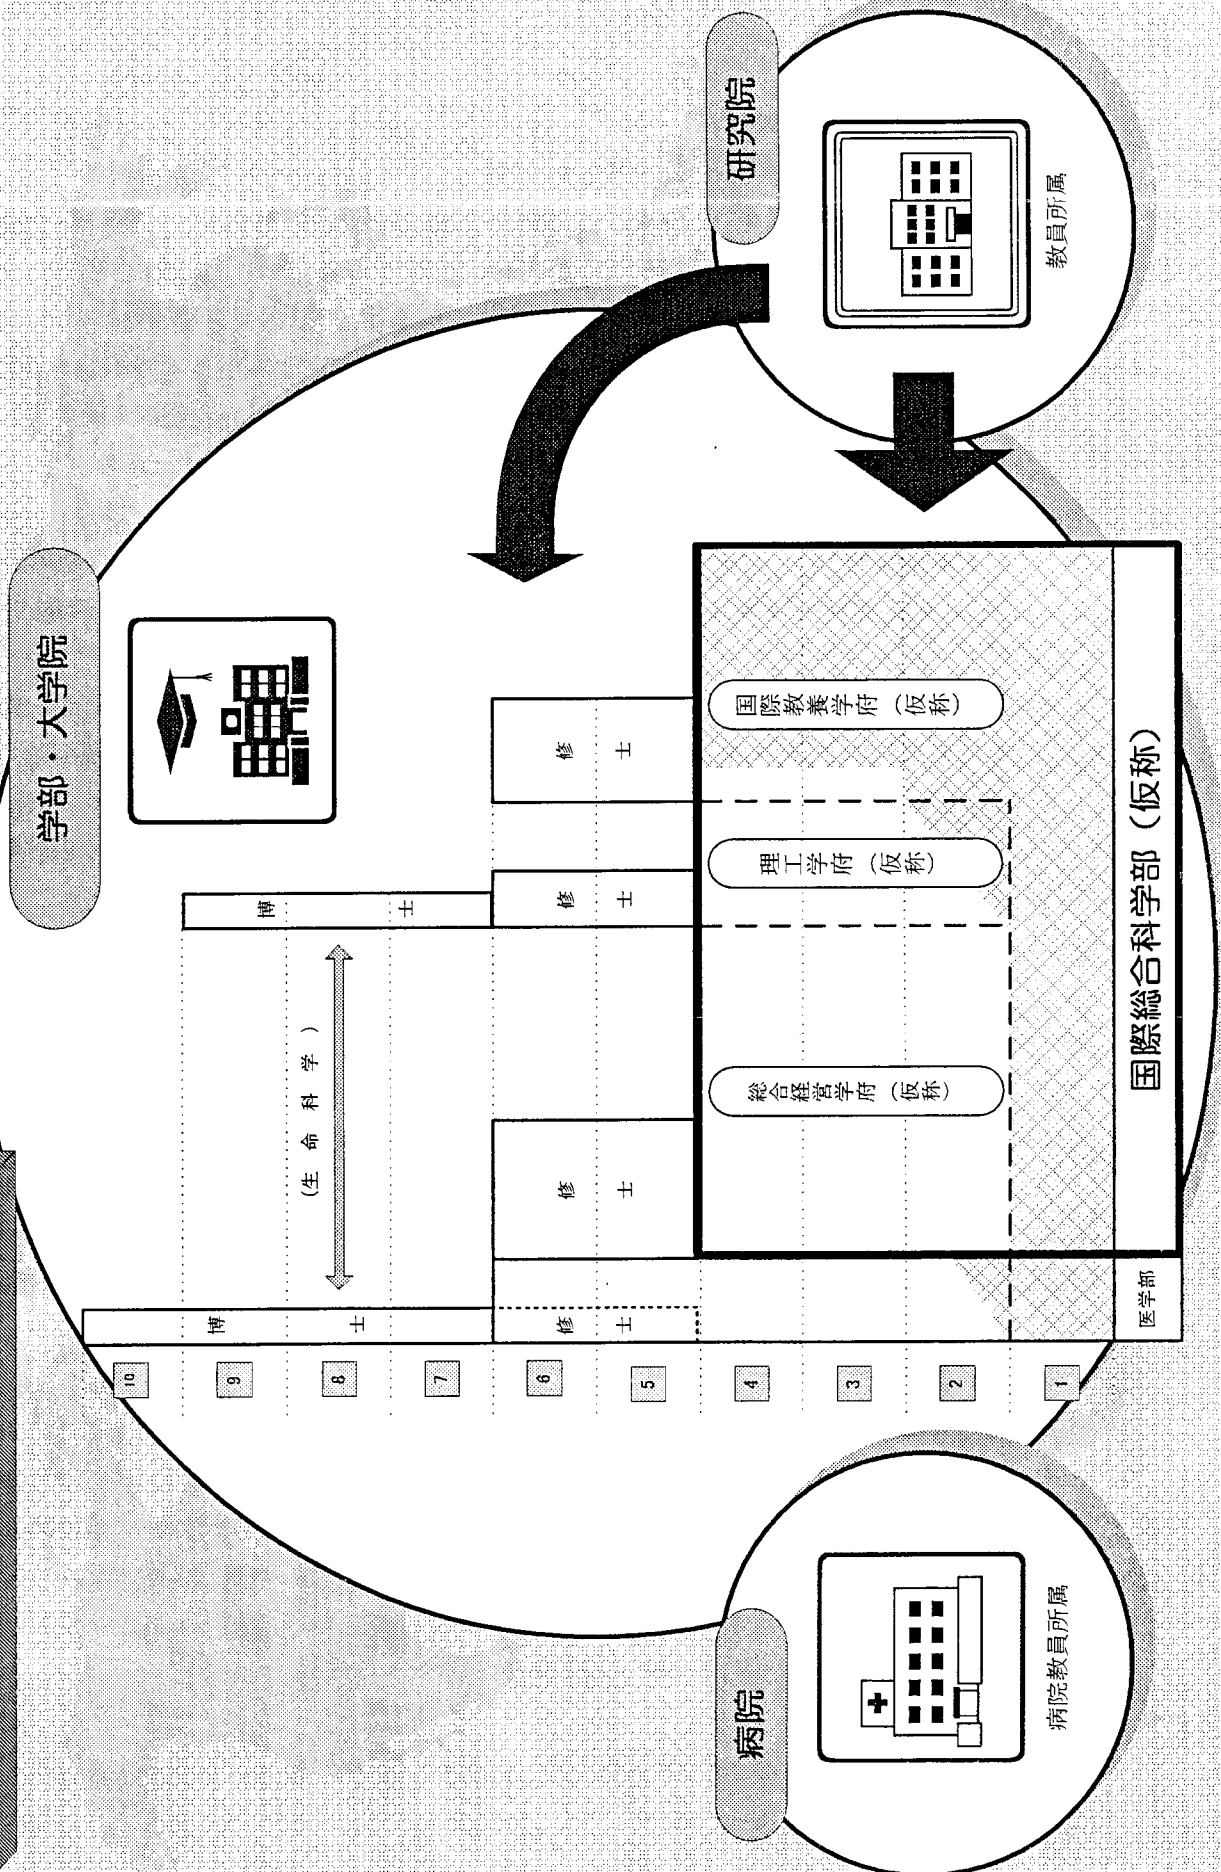 学部・大学院
研究院
教員所属
病院
病院教員所属
10
9
8
7
6
5
4
3
2
1
博士
(生命科学)
博士
修士
修士
修士
修士
総合経営学府(仮称)
理工学府(仮称)
国際教養学府(仮称)
医学部
国際総合科学部(仮称)